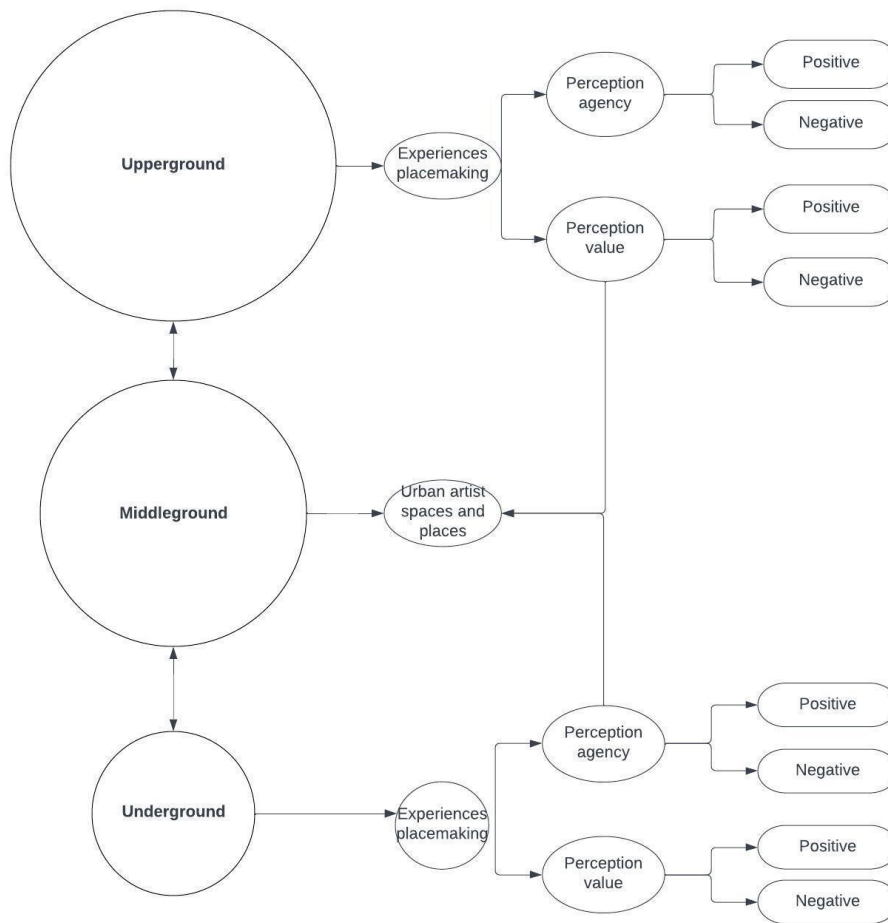 Upperground
Experiences
placemaking
Perception
agency
Positive
Negative
Perception
value
Positive
Negative
Middleground
Urban artist
spaces and
places
Underground
Experiences
placemaking
Perception
agency
Positive
Negative
Perception
value
Positive
Negative